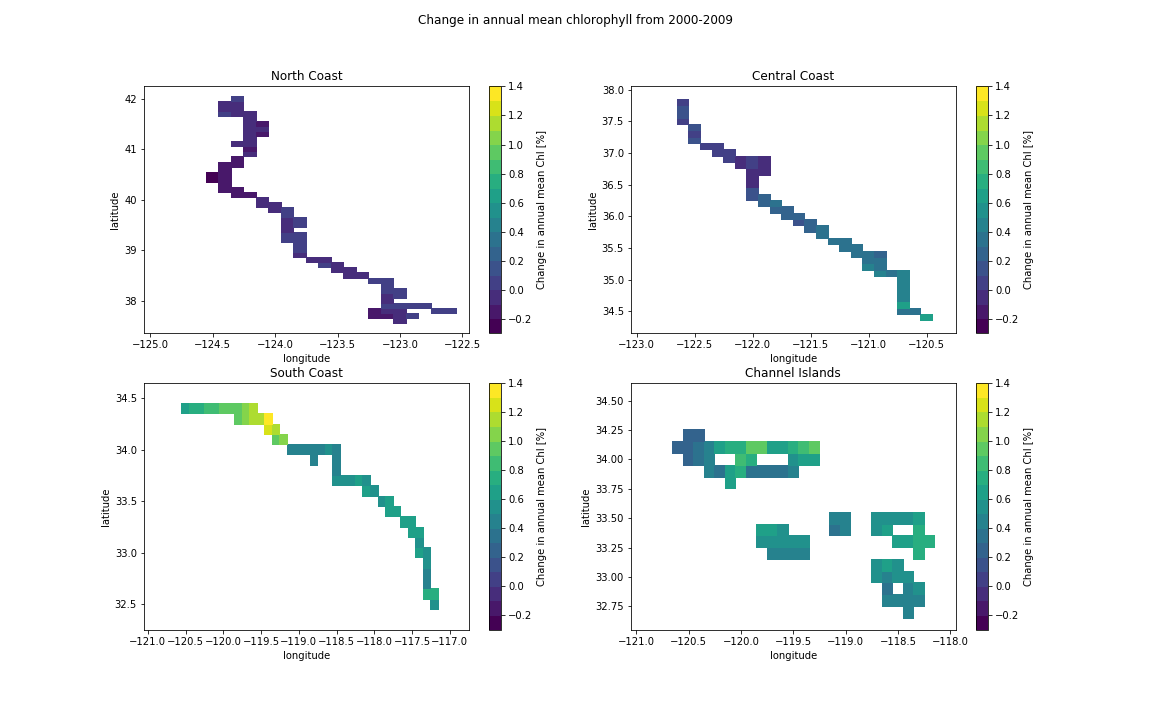 Change in annual mean chlorophyll from 2000-2009
North Coast
42
41
40
39
38
latitude
−125.0 −124.5 −124.0 −123.5 −123.0 −122.5
longitude
1.4
1.2
1.0
0.8
0.6
0.4
0.2
0.0
−0.2
Change in annual mean Chl [%]
Central Coast
38.0
37.5
37.0
36.5
36.0
35.5
35.0
34.5
latitude
−123.0 −122.5 −122.0 −121.5 −121.0 −120.5
longitude
1.4
1.2
1.0
0.8
0.6
0.4
0.2
0.0
−0.2
Change in annual mean Chl [%]
South Coast
34.5
34.0
33.5
33.0
32.5
latitude
−121.0 −120.5 −120.0 −119.5 −119.0 −118.5 −118.0 −117.5 −117.0
longitude
1.4
1.2
1.0
0.8
0.6
0.4
0.2
0.0
−0.2
Change in annual mean Chl [%]
Channel Islands
34.50
34.25
34.00
33.75
33.50
33.25
33.00
32.75
latitude
−121.0 −120.5 −120.0 −119.5 −119.0 −118.5 −118.0
longitude
1.4
1.2
1.0
0.8
0.6
0.4
0.2
0.0
−0.2
Change in annual mean Chl [%]